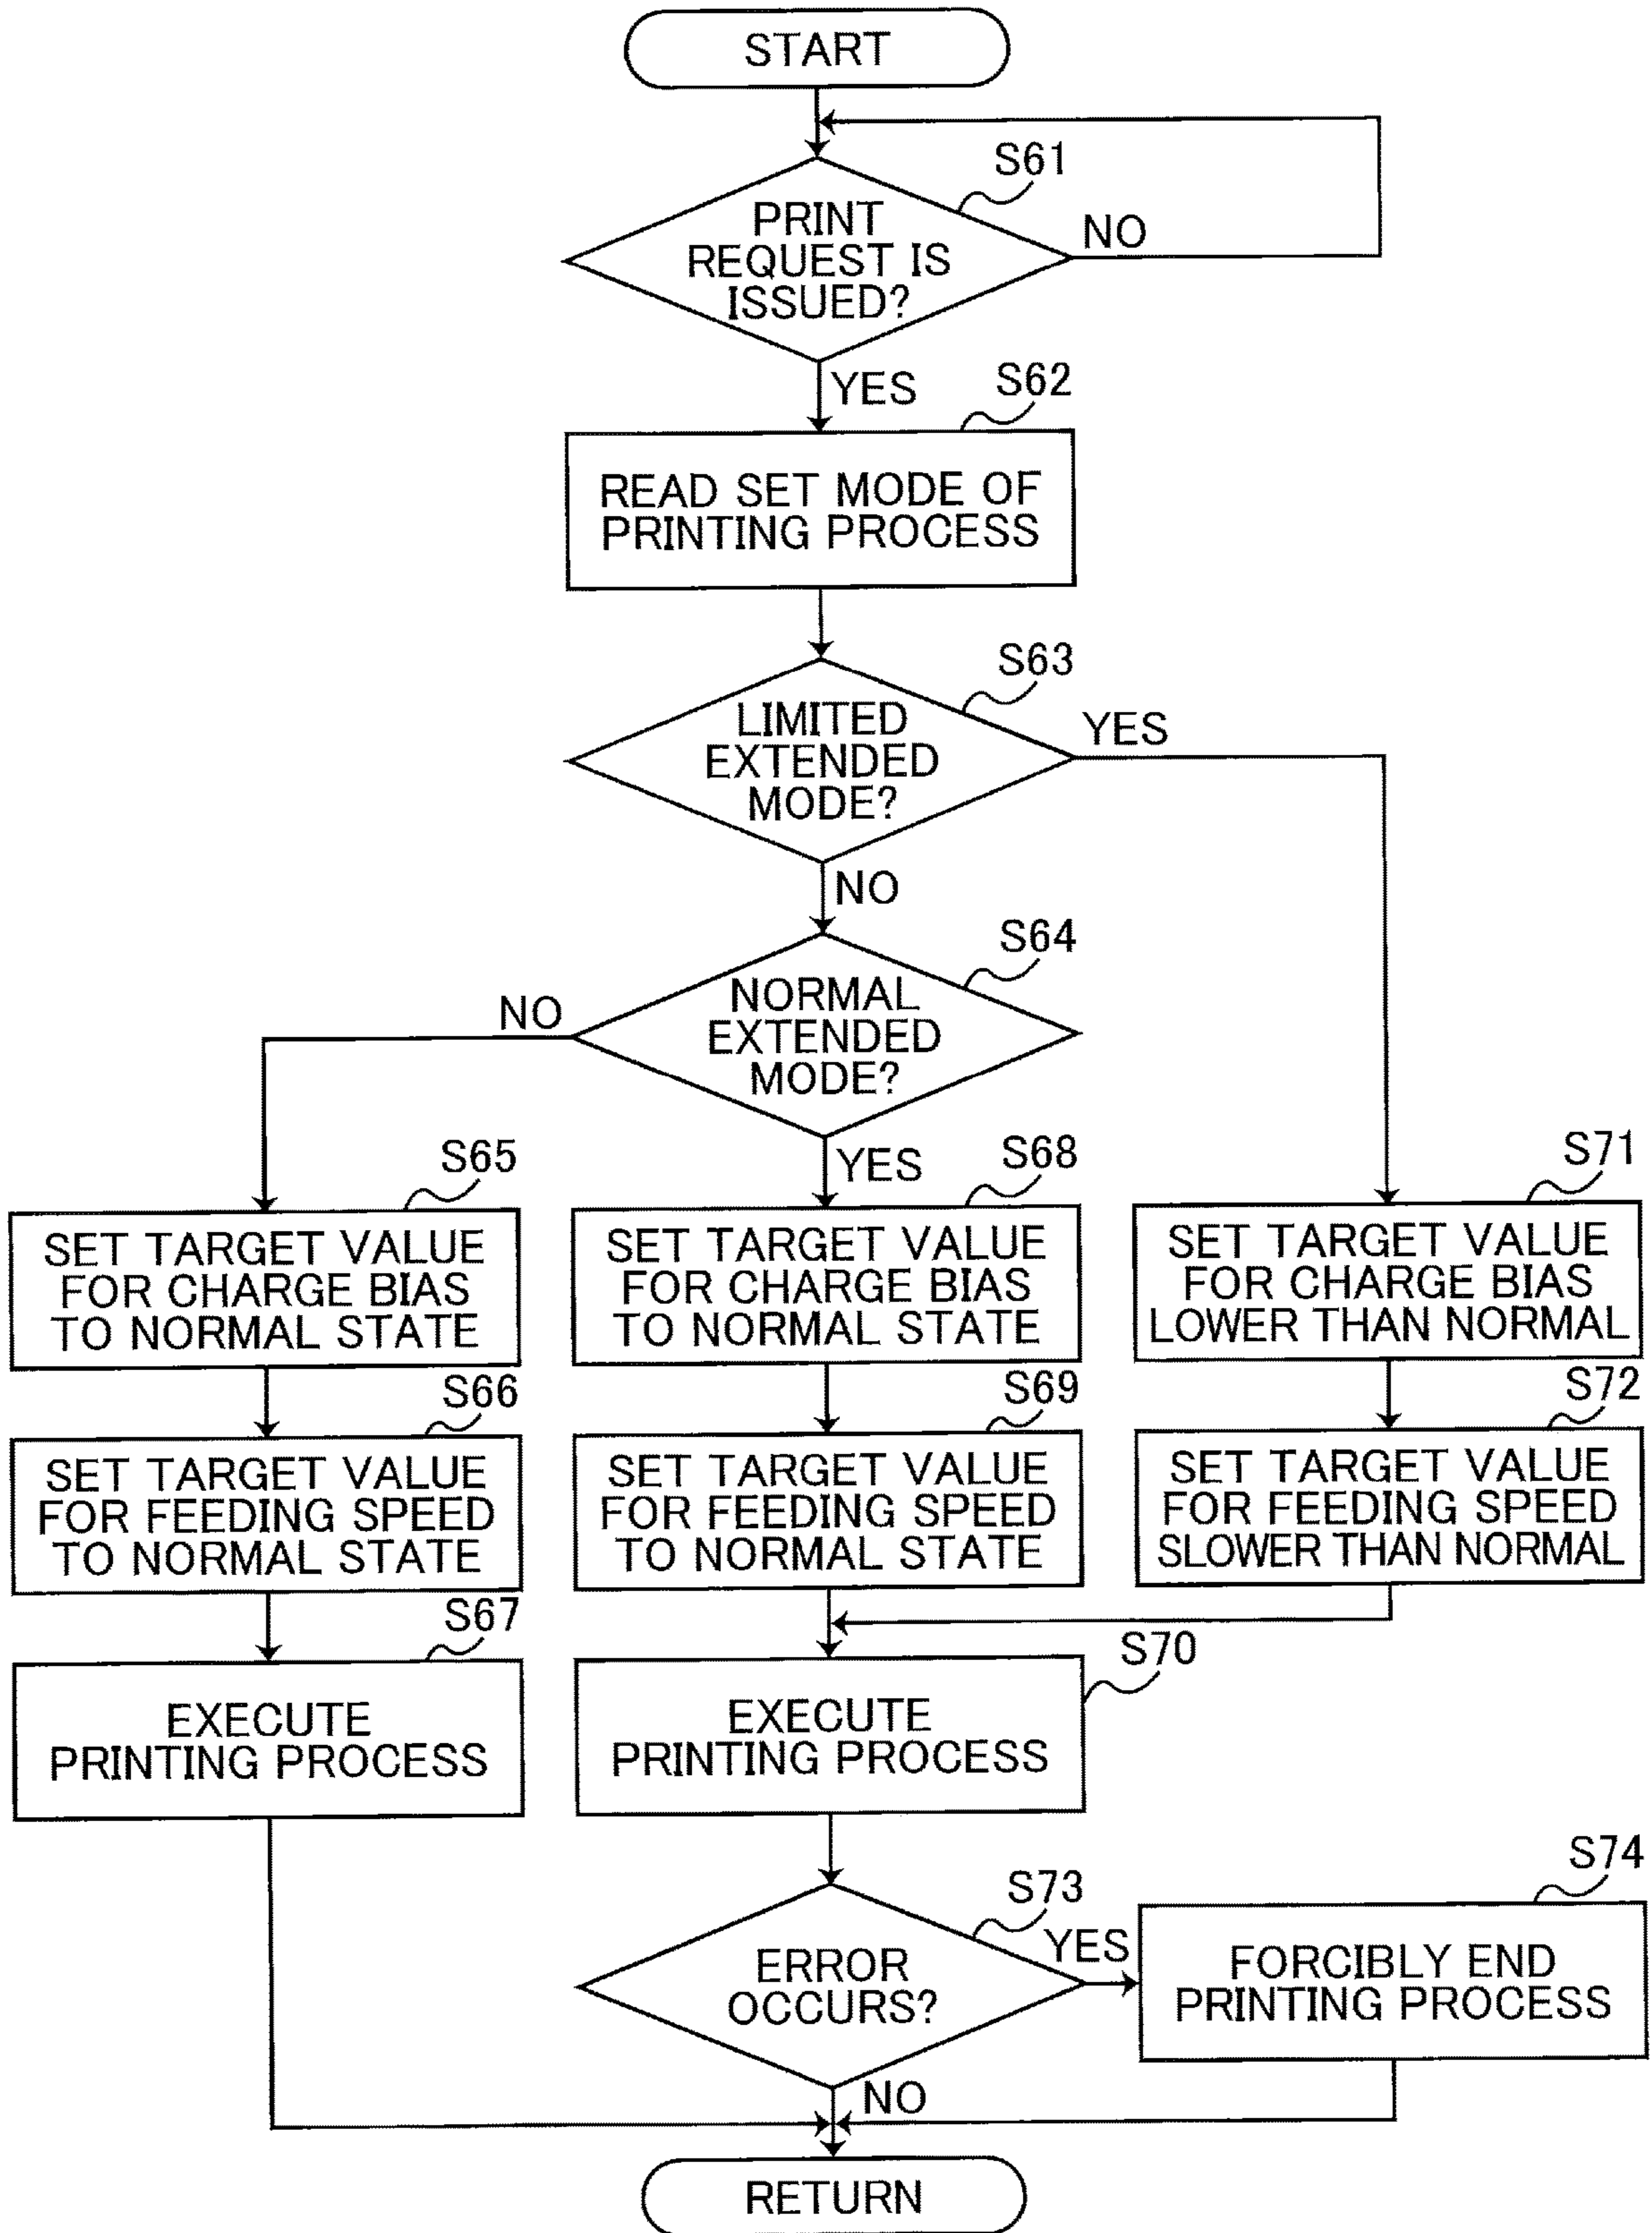 START
S61
PRINT
REQUEST IS
ISSUED?
NO
YES
S62
READ SET MODE OF
PRINTING PROCESS
S63
LIMITED
EXTENDED
MODE?
YES
NO
S64
NORMAL
EXTENDED
MODE?
NO
YES
S65
SET TARGET VALUE
FOR CHARGE BIAS
TO NORMAL STATE
S68
SET TARGET VALUE
FOR CHARGE BIAS
TO NORMAL STATE
S71
SET TARGET VALUE
FOR CHARGE BIAS
LOWER THAN NORMAL
S66
SET TARGET VALUE
FOR FEEDING SPEED
TO NORMAL STATE
S69
SET TARGET VALUE
FOR FEEDING SPEED
TO NORMAL STATE
S72
SET TARGET VALUE
FOR FEEDING SPEED
SLOWER THAN NORMAL
S67
EXECUTE
PRINTING PROCESS
S70
EXECUTE
PRINTING PROCESS
S73
ERROR
OCCURS?
YES
S74
FORCIBLY END
PRINTING PROCESS
NO
RETURN